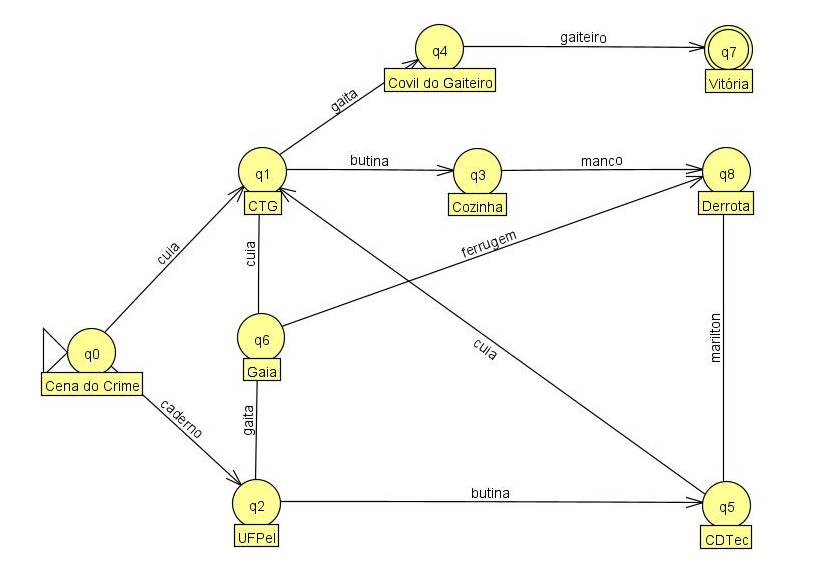 gaiteiro
q4
q7
Covil do Gaiteiro
Vitória
gaita
butina
manco
q1
q3
q8
CTG
Cozinha
Derrota
cuia
cuia
ferrugem
q0
q6
Cena do Crime
Gaia
marilton
cuia
caderno
gaita
butina
q2
q5
UFPel
CDTec